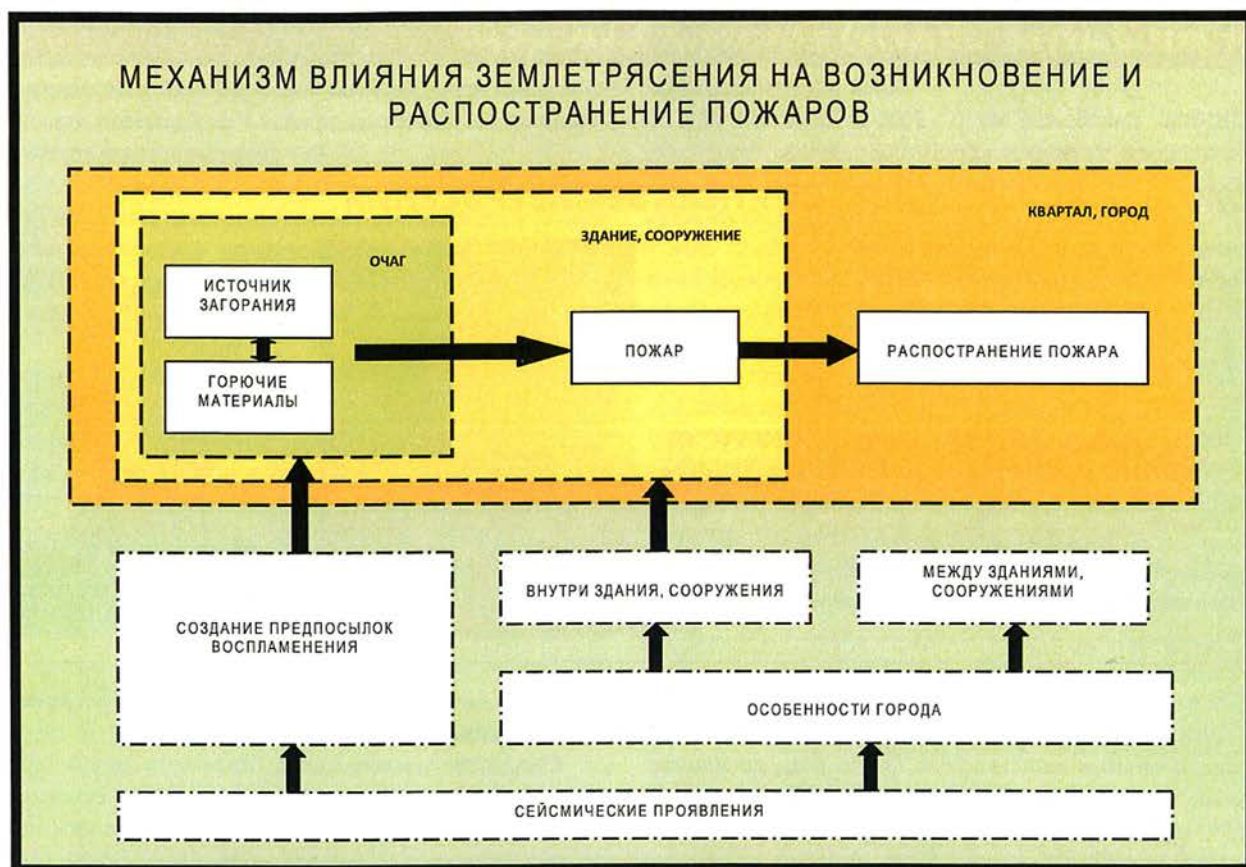 МЕХАНИЗМ ВЛИЯНИЯ ЗЕМЛЕТРЯСЕНИЯ НА ВОЗНИКНОВЕНИЕ И
РАСПОСТРАНЕНИЕ ПОЖАРОВ
КВАРТАЛ, ГОРОД
ЗДАНИЕ, СООРУЖЕНИЕ
ОЧАГ
ИСТОЧНИК
ЗАГОРАНИЯ
ГОРЮЧИЕ
МАТЕРИАЛЫ
ПОЖАР
РАСПОСТРАНЕНИЕ ПОЖАРА
СОЗДАНИЕ ПРЕДПОСЫЛОК
ВОСПЛАМЕНЕНИЯ
ВНУТРИ ЗДАНИЯ, СООРУЖЕНИЯ
МЕЖДУ ЗДАНИЯМИ,
СООРУЖЕНИЯМИ
ОСОБЕННОСТИ ГОРОДА
СЕЙСМИЧЕСКИЕ ПРОЯВЛЕНИЯ